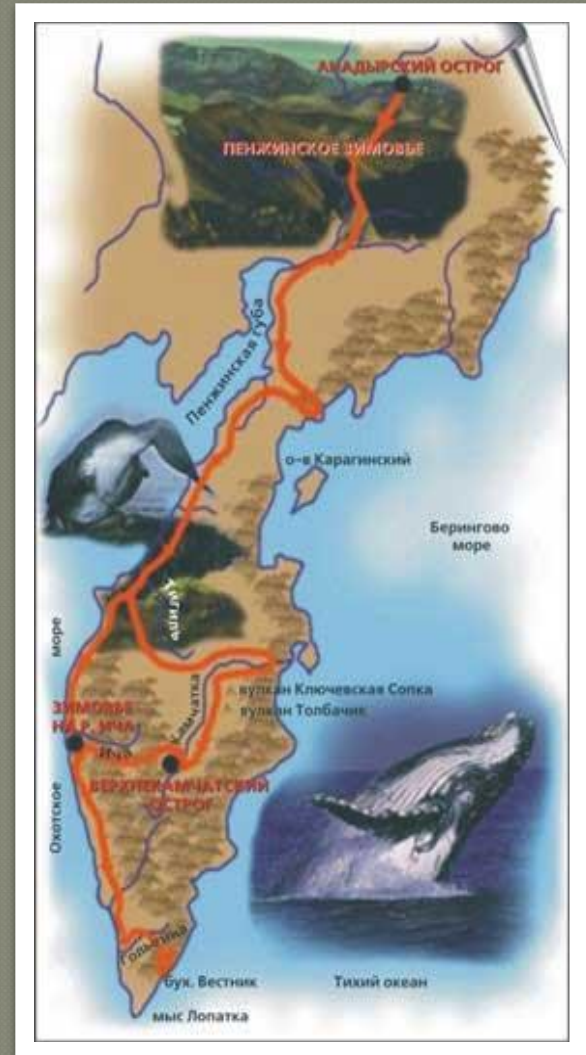 АНАДЫРСКИЙ ОСТРОГ
ПЕНЖИНСКОЕ ЗИМОВЬЕ
Пенжинская губа
о-в Карагинский
Берингово
море
море
вулкан Ключевская Сопка
вулкан Толбачик
Камчатка
ЗИМОВЬЕ
НА Р. ИЧА
Ича
ВЕРХНЕКАМЧАТСКИЙ
ОСТРОГ
Охотское
Голыгина
бух. Вестник
Тихий океан
мыс Лопатка